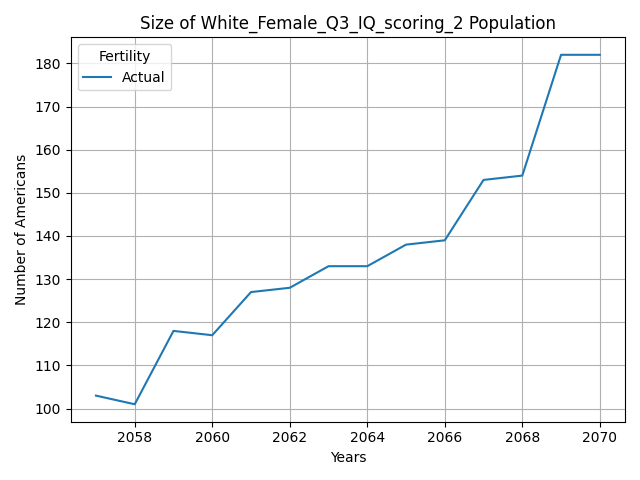 Size of White_Female_Q3_IQ_scoring_2 Population
Fertility
Actual
Number of Americans
180
170
160
150
140
130
120
110
100
2058 2060 2062 2064 2066 2068 2070
Years